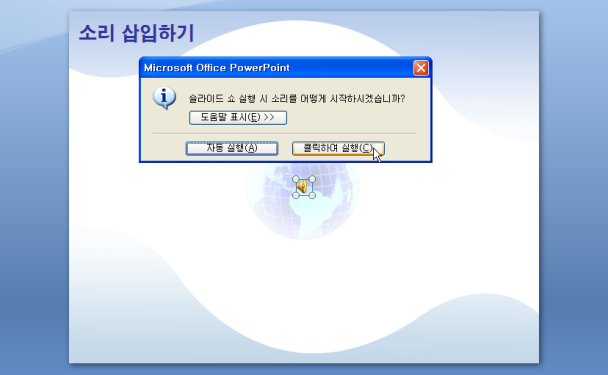 소리 삽입하기
Microsoft Office PowerPoint
슬라이드 쇼 실행 시 소리를 어떻게 시작하시겠습니까?
도움말 표시(E) >>
자동 실행(A)
클릭하여 실행(C)